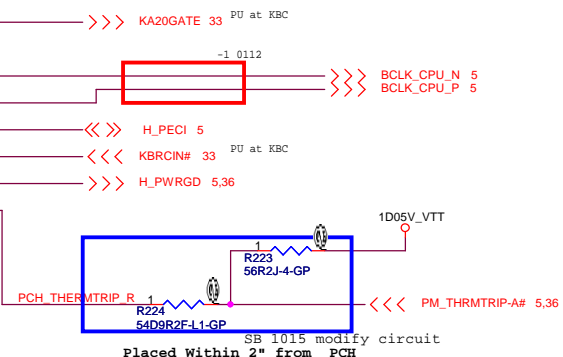 KA20GATE 33 PU at KBC
-1 0112
BCLK_CPU_N 5
BCLK_CPU_P 5
H_PECI 5
KBRCIN# 33 PU at KBC
H_PWRGD 5,36
1D05V_VTT
1
R223
56R2J-4-GP
PCH_THERMTRIP_R 1
PM_THRMTRIP-A# 5,36
R224
54D9R2F-L1-GP
SB 1015 modify circuit
Placed Within 2" from PCH